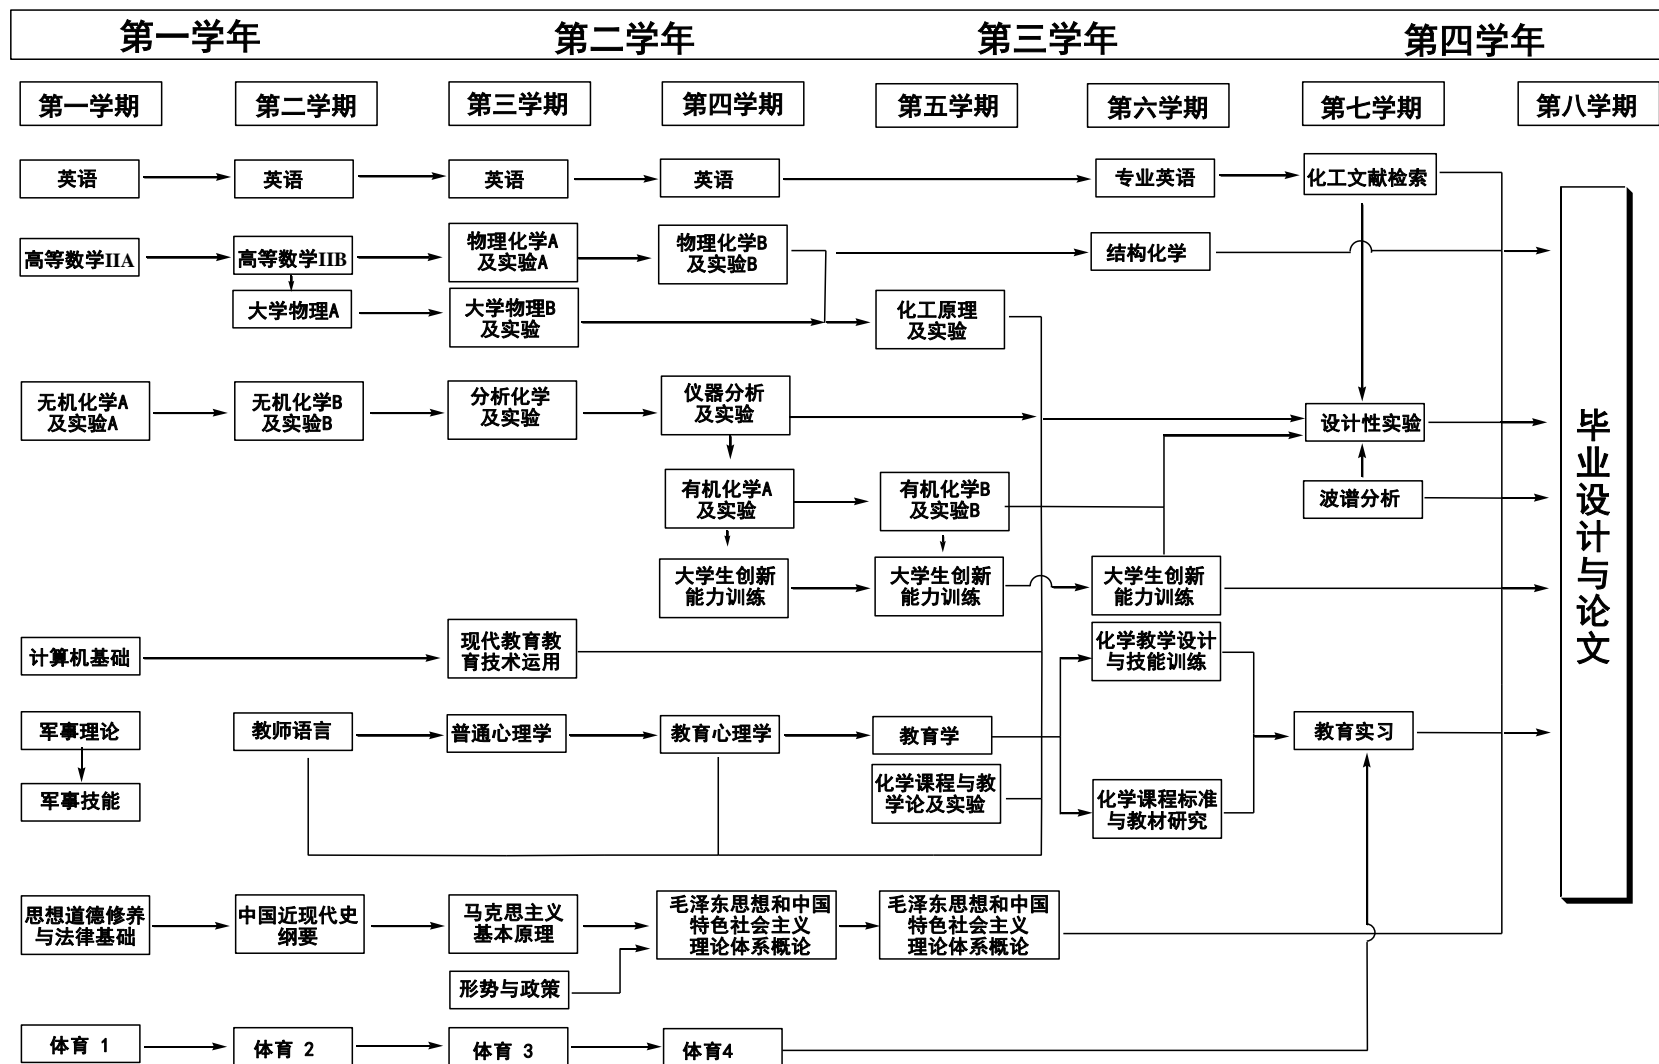 第一学年
第二学年
第三学年
第四学年
第一学期
第二学期
第三学期
第四学期
第五学期
第六学期
第七学期
第八学期
英语
英语
英语
英语
专业英语
化工文献检索
高等数学IIA
高等数学IIB
物理化学A
及实验A
物理化学B
及实验B
结构化学
大学物理A
大学物理B
及实验
化工原理
及实验
无机化学A
及实验A
无机化学B
及实验B
分析化学
及实验
仪器分析
及实验
设计性实验
有机化学A
及实验
有机化学B
及实验B
波谱分析
大学生创新
能力训练
大学生创新
能力训练
大学生创新
能力训练
计算机基础
现代教育教
育技术运用
化学教学设计
与技能训练
军事理论
教师语言
普通心理学
教育心理学
教育学
教育实习
军事技能
化学课程与教
学论及实验
化学课程标准
与教材研究
思想道德修养
与法律基础
中国近现代史
纲要
马克思主义
基本原理
毛泽东思想和中国
特色社会主义
理论体系概论
毛泽东思想和中国
特色社会主义
理论体系概论
形势与政策
体育 1
体育 2
体育 3
体育4
毕业设计与论文